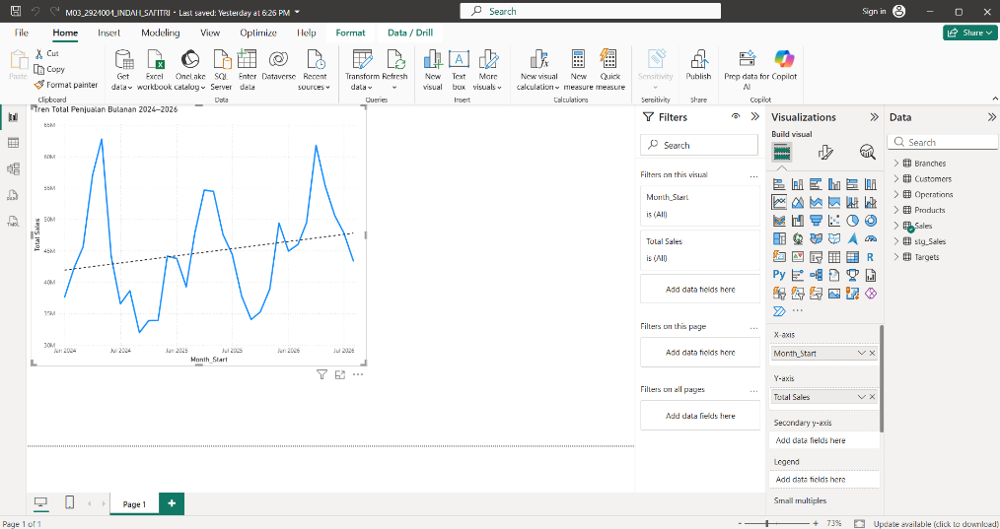 M03_2924004_INDAH_SAFITRI • Last saved: Yesterday at 6:26 PM
Search
Sign in
File Home Insert Modeling View Optimize Help Format Data / Drill
Share
Paste
Cut
Copy
Format painter
Get data
Excel workbook
OneLake catalog
SQL Server
Enter data
Dataverse
Recent sources
Transform data
Refresh
New visual
Text box
More visuals
New visual calculation
New measure
Quick measure
Sensitivity
Publish
Prep data for AI
Copilot
Clipboard Data Queries Insert Calculations Sensitivity Share Copilot
Tren Total Penjualan Bulanan 2024–2026
65M
60M
55M
50M
45M
40M
35M
30M
Total Sales
Jan 2024 Jul 2024 Jan 2025 Jul 2025 Jan 2026 Jul 2026
Month_Start
Filters
Search
Filters on this visual ...
Month_Start
is (All)
Total Sales
is (All)
Add data fields here
Filters on this page ...
Add data fields here
Filters on all pages ...
Add data fields here
Visualizations
Build visual
R
Py
...
X-axis
Month_Start
Y-axis
Total Sales
Secondary y-axis
Add data fields here
Legend
Add data fields here
Small multiples
Data
Search
Branches
Customers
Operations
Products
Sales
stg_Sales
Targets
Page 1
Page 1 of 1
- + 73%
Update available (click to download)